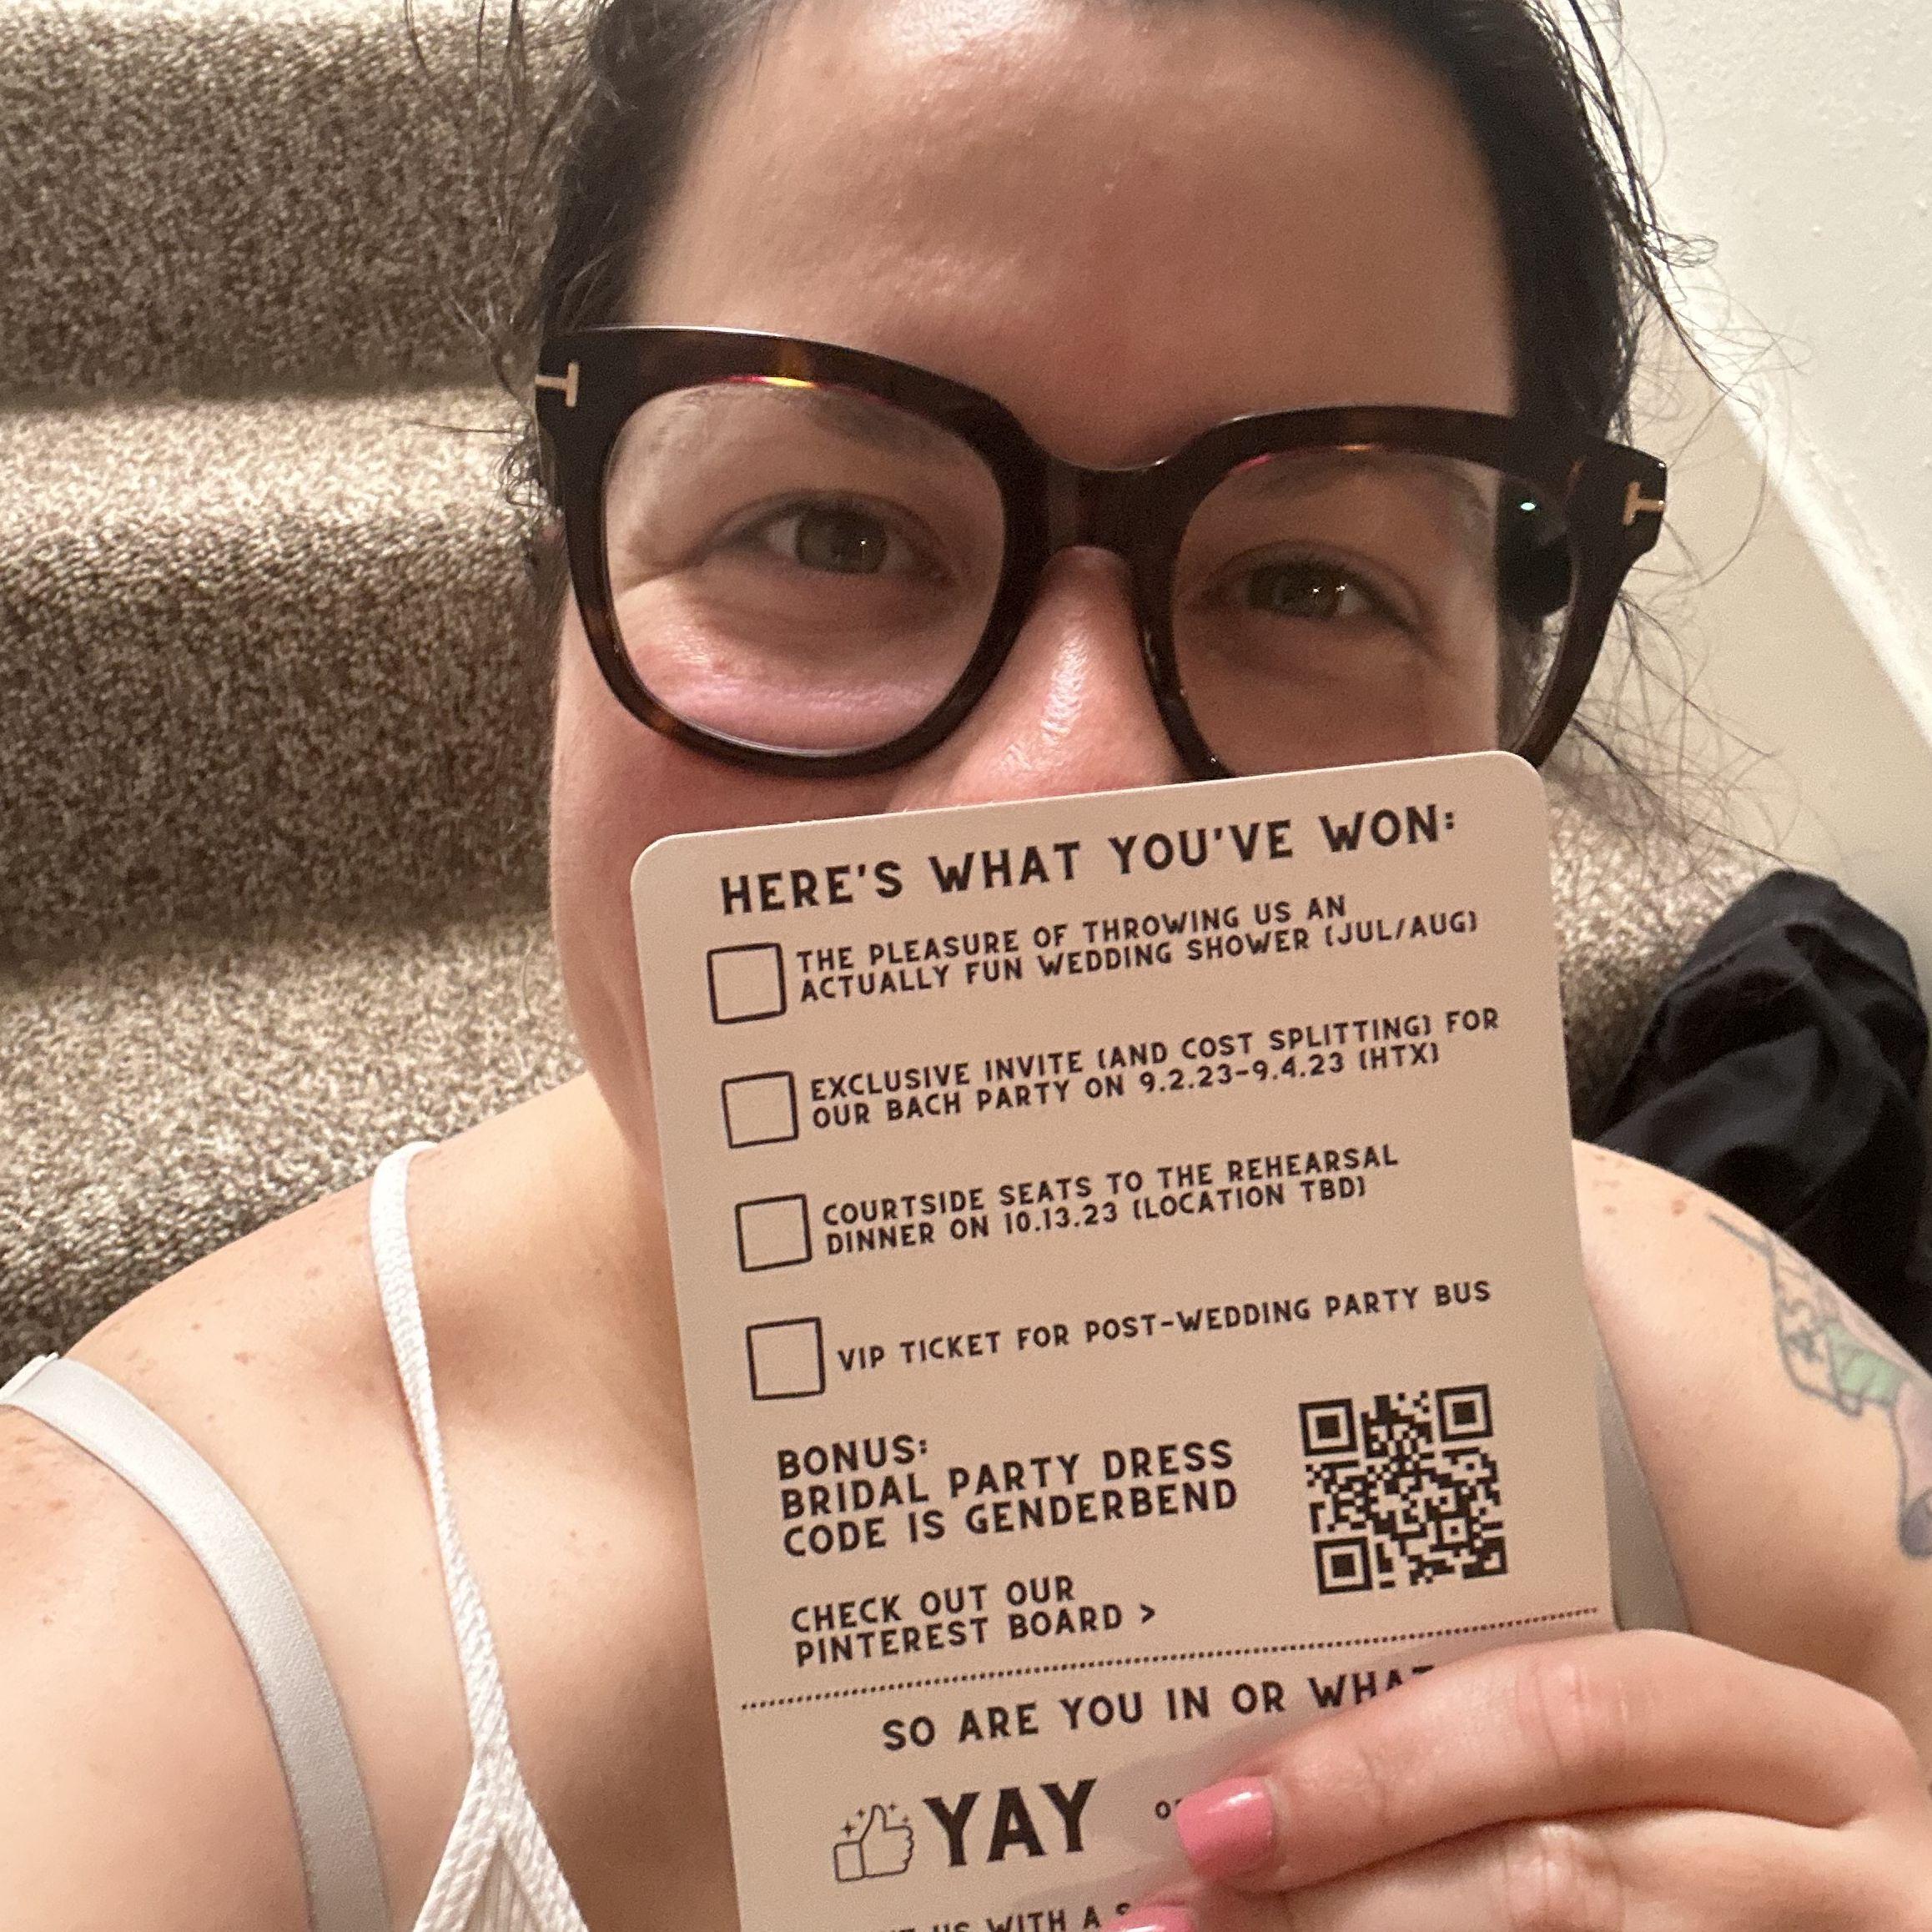 HERE'S WHAT YOU'VE WON:
THE PLEASURE OF THROWING US AN
ACTUALLY FUN WEDDING SHOWER (JUL/AUG)
EXCLUSIVE INVITE (AND COST SPLITTING) FOR
OUR BACH PARTY ON 9.2.23-9.4.23 (HTX)
COURTSIDE SEATS TO THE REHEARSAL
DINNER ON 10.13.23 (LOCATION TBD)
VIP TICKET FOR POST-WEDDING PARTY BUS
BONUS:
BRIDAL PARTY DRESS
CODE IS GENDERBEND
CHECK OUT OUR
PINTEREST BOARD >
SO ARE YOU IN OR WHAT
YAY
US WITH A